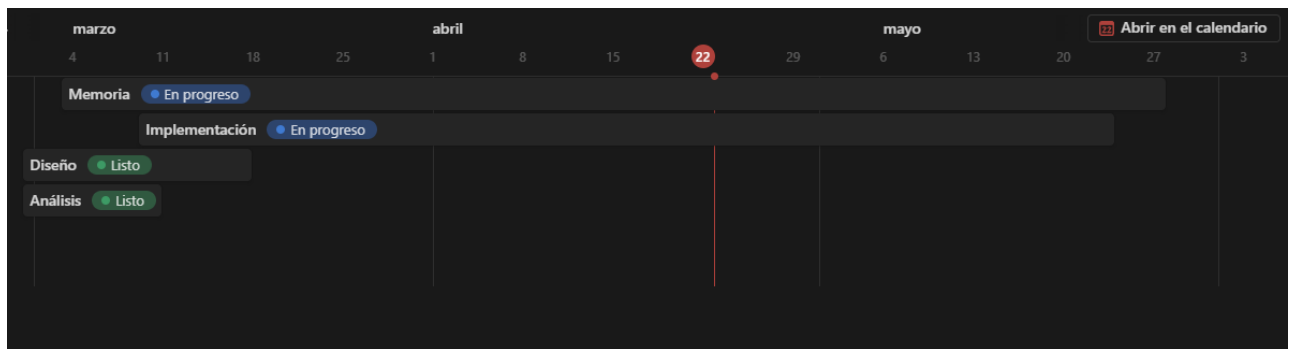 marzo abril mayo 22 Abrir en el calendario
4 11 18 25 1 8 15 22 29 6 13 20 27 3
Memoria En progreso
Implementación En progreso
Diseño Listo
Análisis Listo